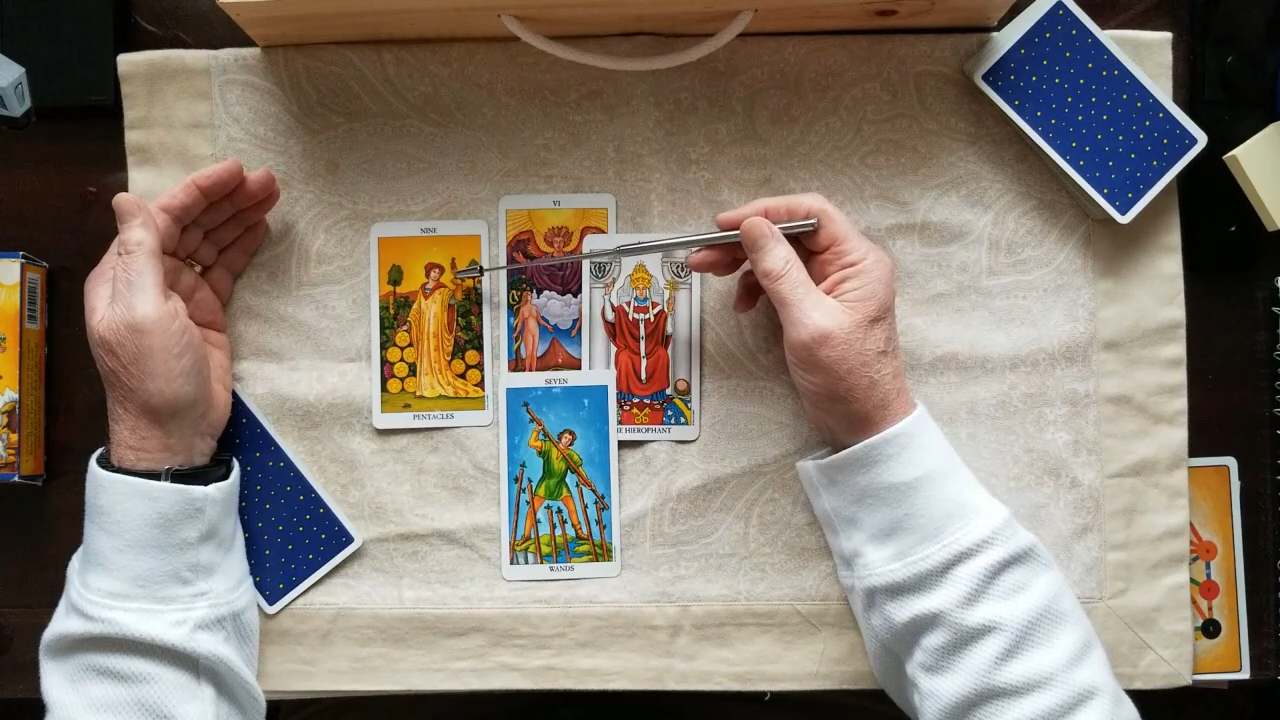 NINE
PENTACLES
VI
HE HIEROPHANT
SEVEN
WANDS